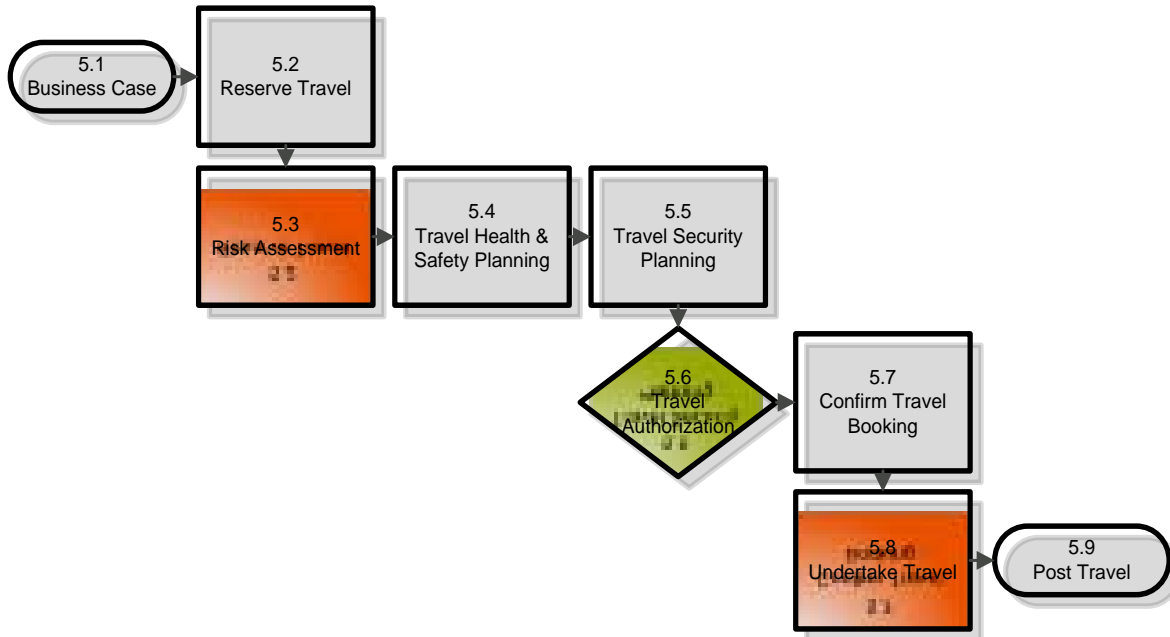 5.1
Business Case
5.2
Reserve Travel
5.3
Risk Assessment
5.4
Travel Health &
Safety Planning
5.5
Travel Security
Planning
5.6
Travel
Authorization
5.7
Confirm Travel
Booking
5.8
Undertake Travel
5.9
Post Travel